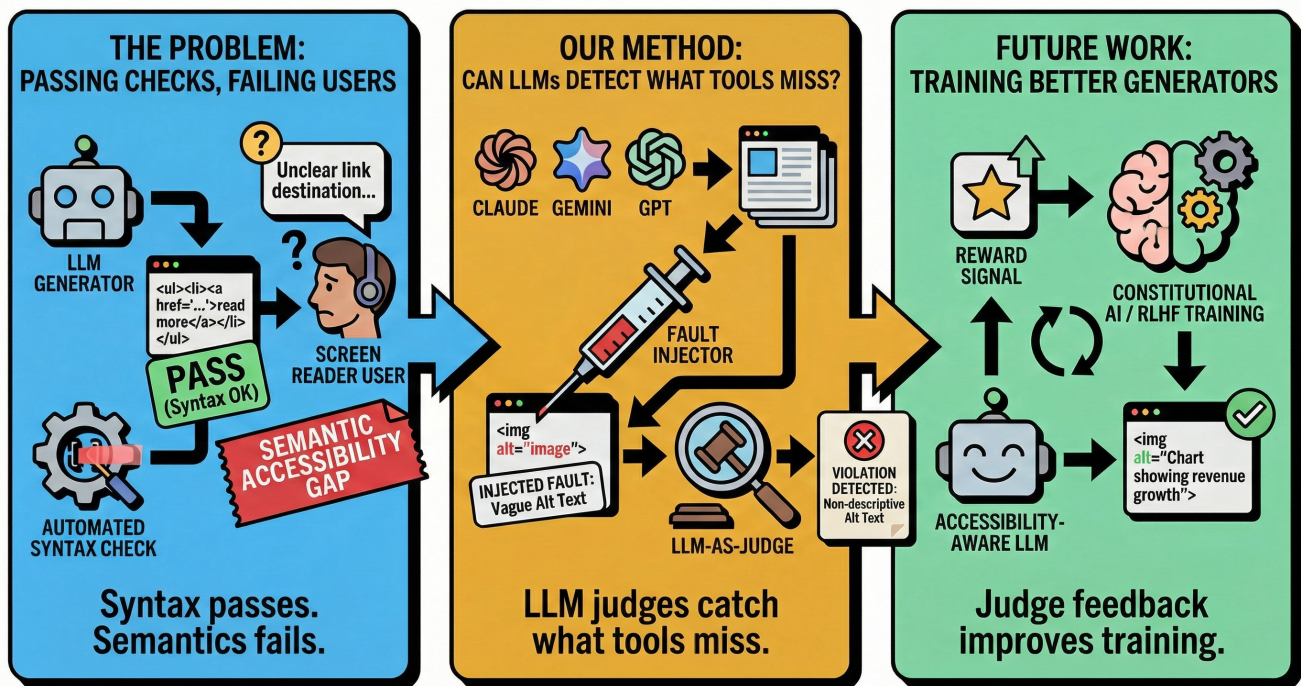 THE PROBLEM:
PASSING CHECKS, FAILING USERS
?
Unclear link
destination...
?
LLM
GENERATOR
<ul><li><a
href='...'>read
more</a></li>
</ul>
PASS
(Syntax OK)
SCREEN
READER USER
SEMANTIC
ACCESSIBILITY
GAP
AUTOMATED
SYNTAX CHECK
Syntax passes.
Semantics fails.
OUR METHOD:
CAN LLMs DETECT WHAT TOOLS MISS?
CLAUDE
GEMINI
GPT
FAULT
INJECTOR
<img
alt="image">
INJECTED FAULT:
Vague Alt Text
LLM-AS-JUDGE
VIOLATION
DETECTED:
Non-descriptive
Alt Text
LLM judges catch
what tools miss.
FUTURE WORK:
TRAINING BETTER GENERATORS
REWARD
SIGNAL
CONSTITUTIONAL
AI / RLHF TRAINING
ACCESSIBILITY-
AWARE LLM
<img
alt="Chart
showing revenue
growth">
Judge feedback
improves training.